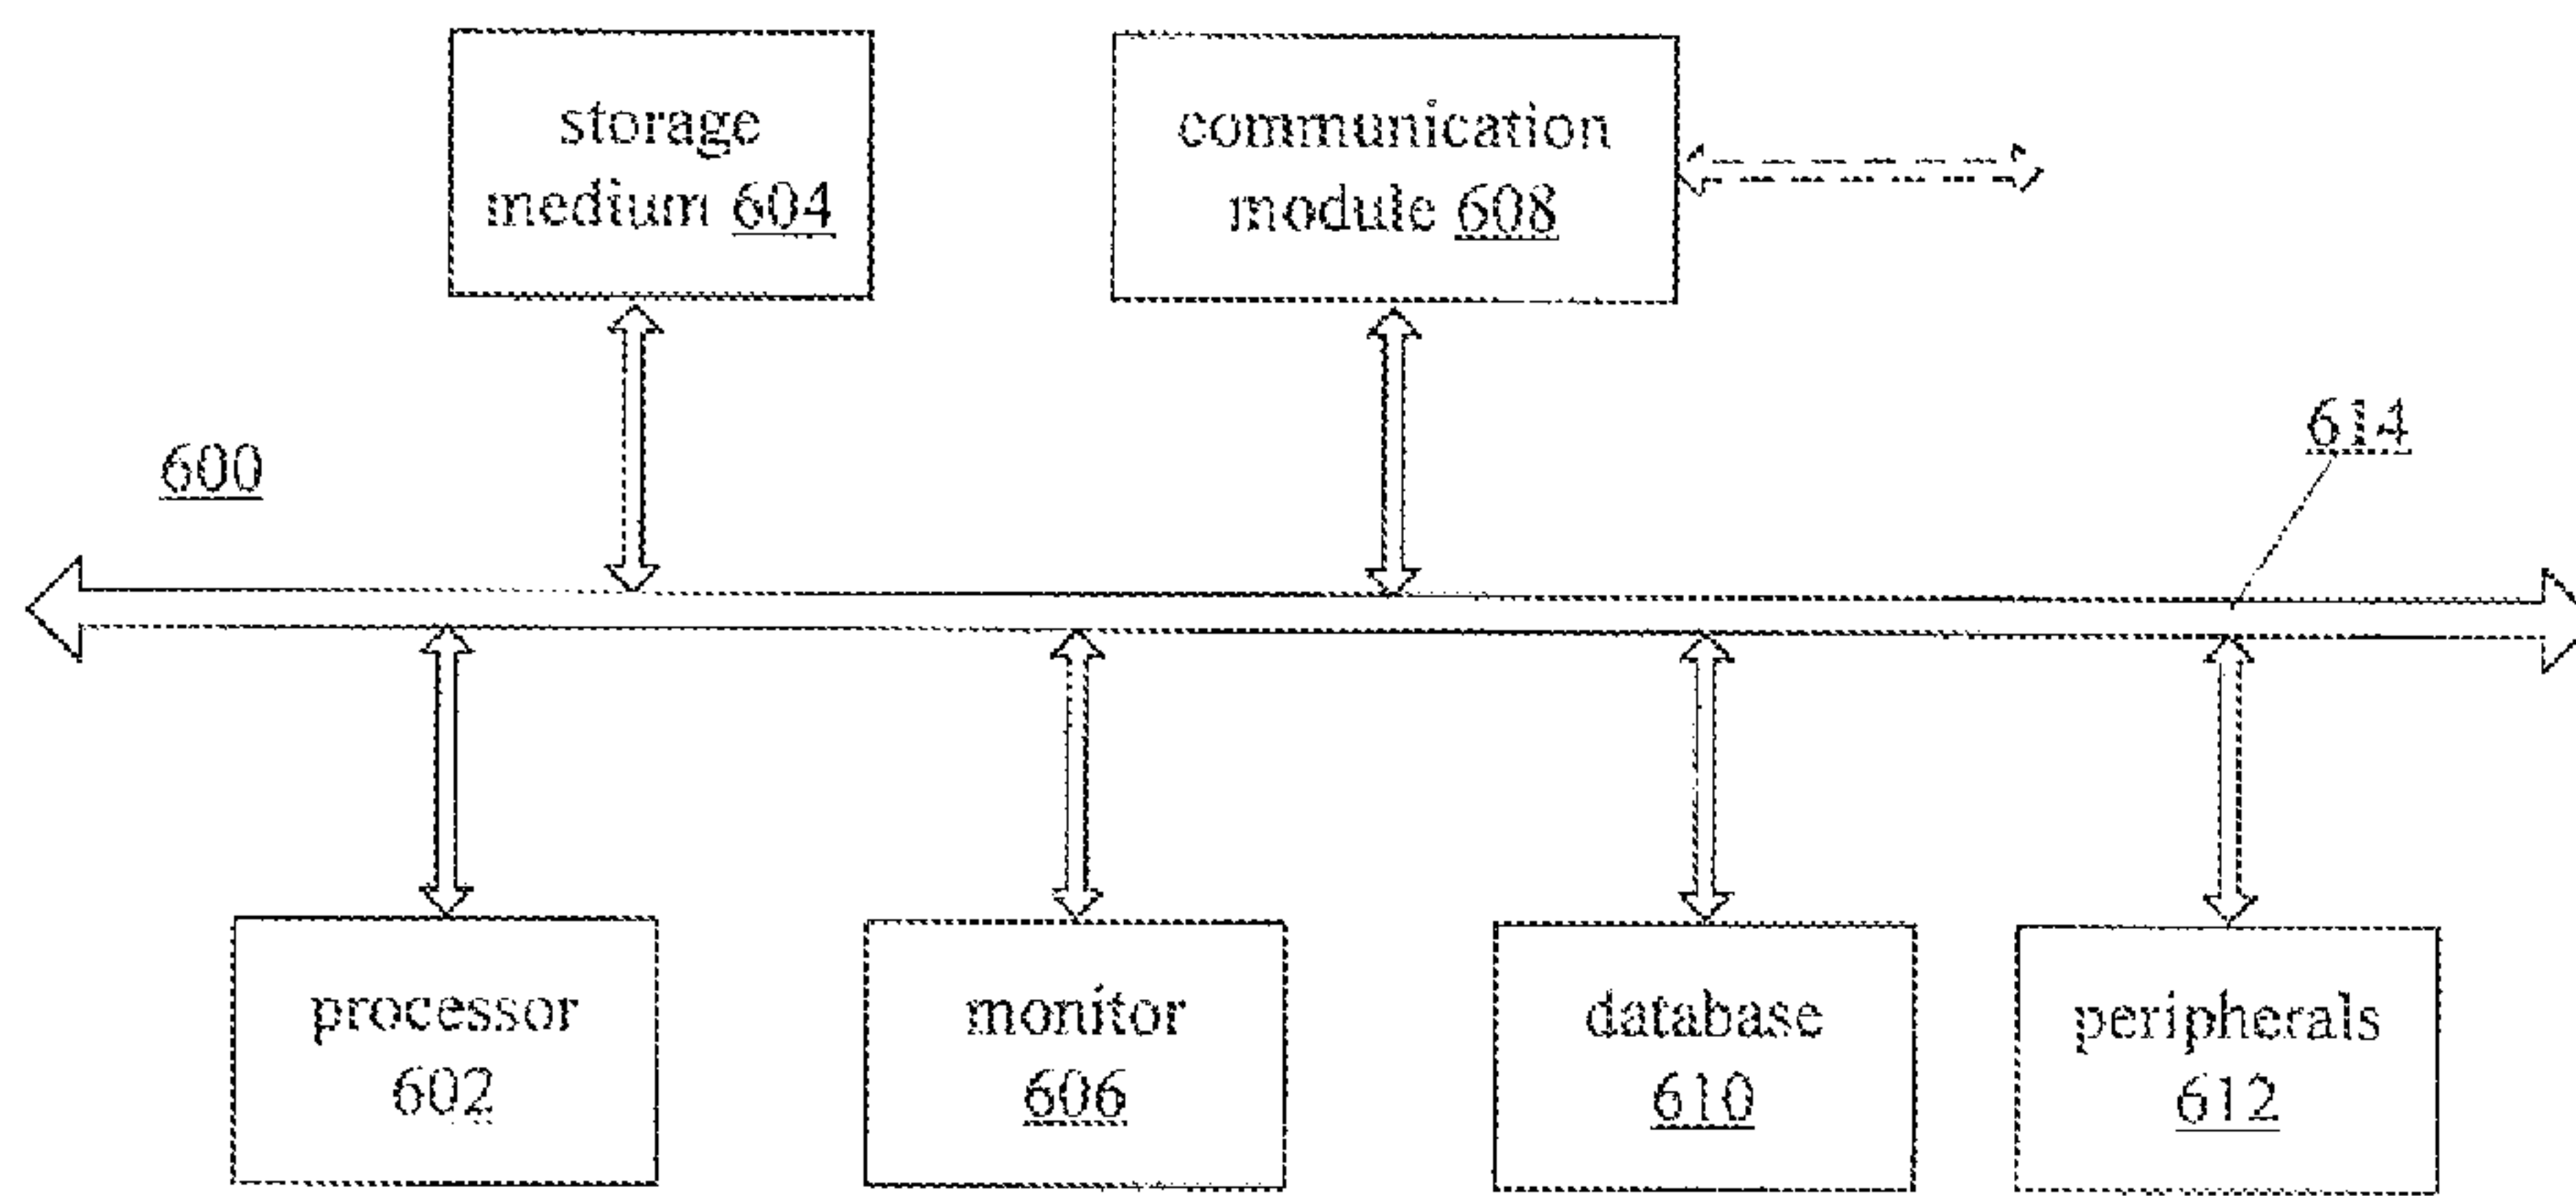 storage
medium 604
communication
module 608
600
614
processor
602
monitor
606
database
610
peripherals
612